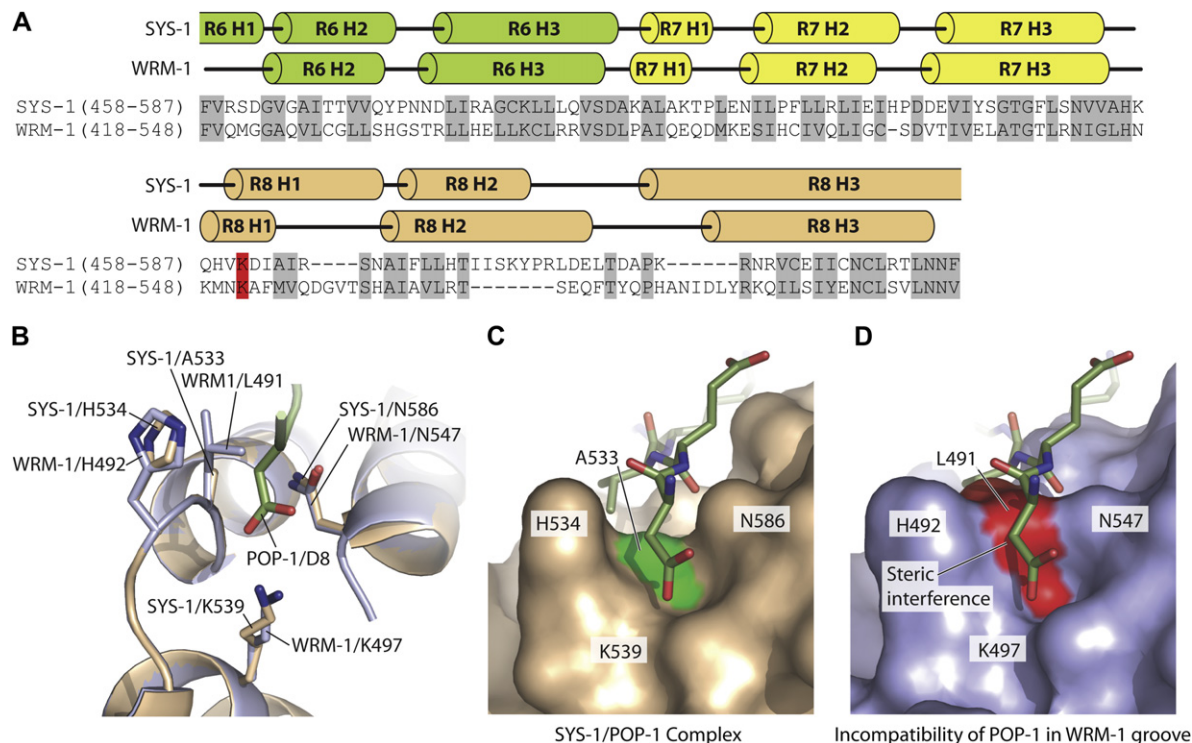 A
SYS-1 R6 H1 R6 H2 R6 H3 R7 H1 R7 H2 R7 H3
WRM-1 R6 H2 R6 H3 R7 H1 R7 H2 R7 H3
SYS-1(458-587) FVRSDGVGAITTVVQYPNNDLIRAGCKLLLQVSDAKALAKTPLENILPFLLRLIEIHPDDEVIYSGTGFLSNVVAHK
WRM-1(418-548) FVQMGGAQVLCGLLSHGSTRLLHELLKCLRRVSDLPAIQEQDMKESIHCIVQLIGC-SDVTIVELATGTLRNIGLHN
SYS-1 R8 H1 R8 H2 R8 H3
WRM-1 R8 H1 R8 H2 R8 H3
SYS-1(458-587) QHVKDIAIR----SNAIFLLHTIISKYPRLDELTDAPK------RNRVCEIICNCLRTLNNF
WRM-1(418-548) KMNKAFMVQDGVTSHAIAVLRT--------SEQFTYQPHANIDLYRKQILSIYENCLSVLNNV
B
SYS-1/A533
WRM1/L491
SYS-1/H534
SYS-1/N586
WRM-1/N547
WRM-1/H492
POP-1/D8
SYS-1/K539
WRM-1/K497
C
A533
H534
N586
K539
SYS-1/POP-1 Complex
D
L491
H492
N547
Steric
interference
K497
Incompatibility of POP-1 in WRM-1 groove